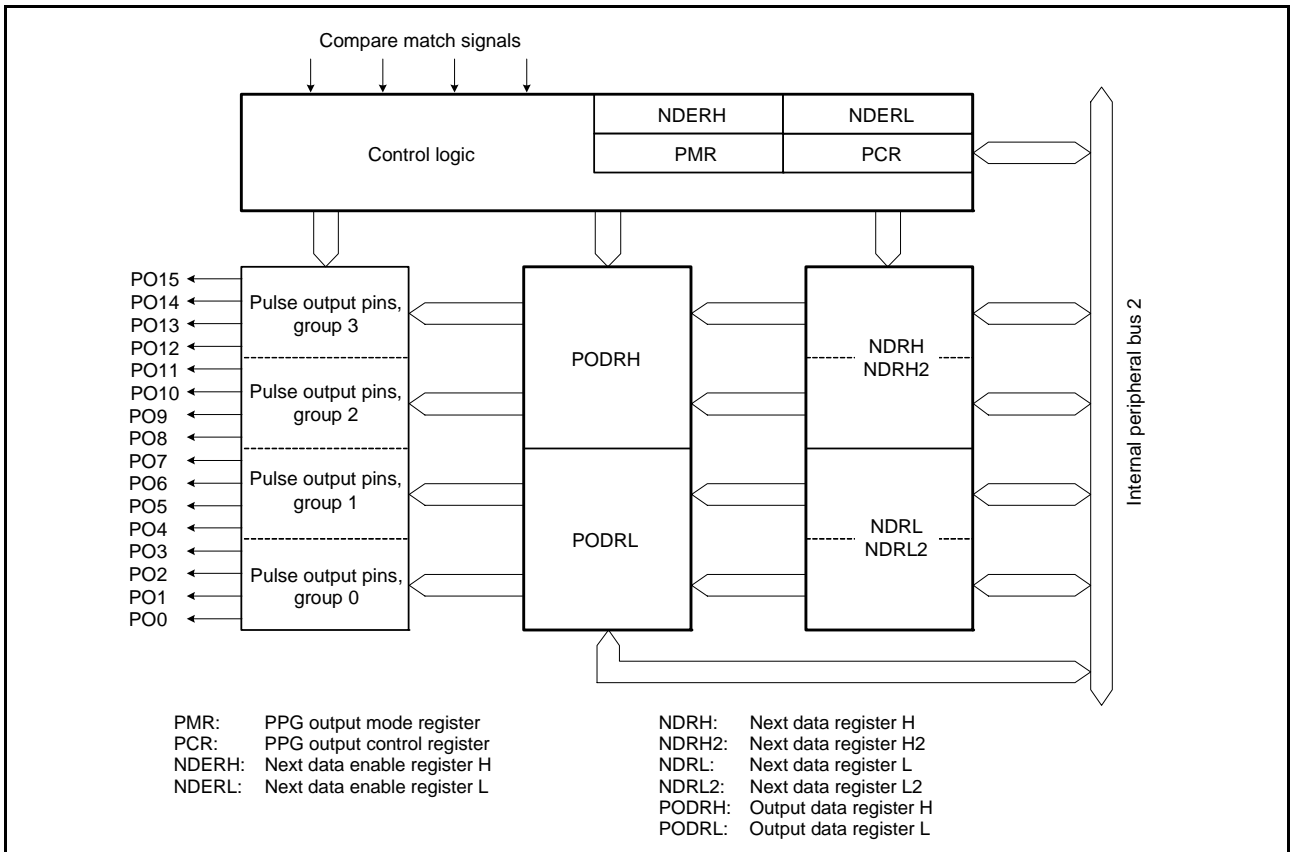 Compare match signals
Control logic
NDERH
NDERL
PMR
PCR
PO15
PO14
PO13
PO12
PO11
PO10
PO9
PO8
PO7
PO6
PO5
PO4
PO3
PO2
PO1
PO0
Pulse output pins,
group 3
Pulse output pins,
group 2
Pulse output pins,
group 1
Pulse output pins,
group 0
PODRH
PODRL
NDRH
NDRH2
NDRL
NDRL2
Internal peripheral bus 2
PMR: PPG output mode register
PCR: PPG output control register
NDERH: Next data enable register H
NDERL: Next data enable register L
NDRH: Next data register H
NDRH2: Next data register H2
NDRL: Next data register L
NDRL2: Next data register L2
PODRH: Output data register H
PODRL: Output data register L